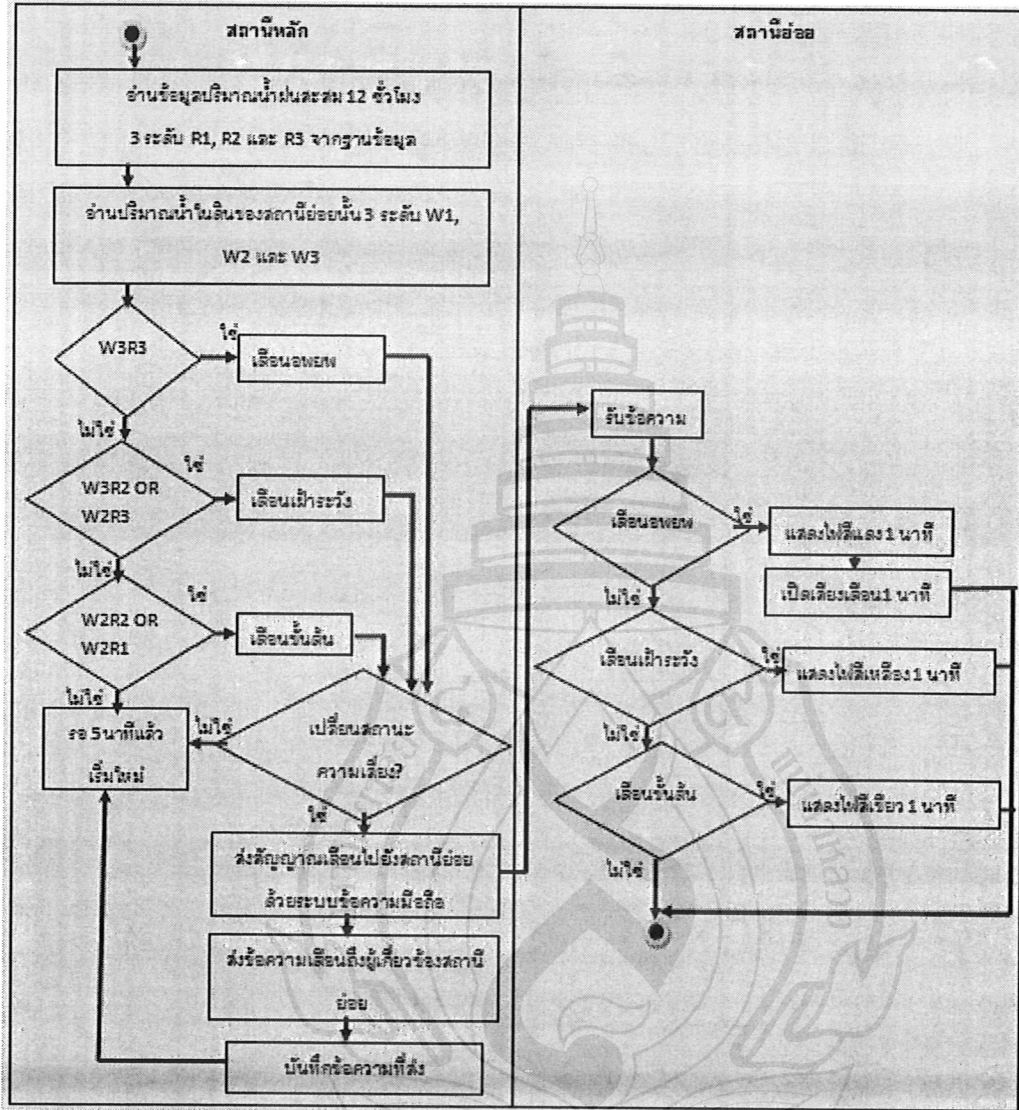 สถานีหลัก
อ่านข้อมูลปริมาณน้ำฝนสะสม 12 ชั่วโมง
3 ระดับ R1, R2 และ R3 จากฐานข้อมูล
อ่านปริมาณน้ำในดินของสถานีย่อยนั้น 3 ระดับ W1,
W2 และ W3
W3R3
ใช่
เตือนอพยพ
ไม่ใช่
W3R2 OR
W2R3
ใช่
เตือนเฝ้าระวัง
ไม่ใช่
W2R2 OR
W2R1
ใช่
เตือนขั้นต้น
ไม่ใช่
รอ 5 นาทีแล้ว
เริ่มใหม่
ไม่ใช่
เปลี่ยนสถานะ
ความเสี่ยง?
ใช่
ส่งสัญญาณเตือนไปยังสถานีย่อย
ด้วยระบบข้อความมือถือ
ส่งข้อความเตือนถึงผู้เกี่ยวข้องสถานี
ย่อย
บันทึกข้อความที่ส่ง
สถานีย่อย
รับข้อความ
เตือนอพยพ
ใช่
แสดงไฟสีแดง 1 นาที
เปิดเสียงเตือน 1 นาที
ไม่ใช่
เตือนเฝ้าระวัง
ใช่
แสดงไฟสีเหลือง 1 นาที
ไม่ใช่
เตือนขั้นต้น
ใช่
แสดงไฟสีเขียว 1 นาที
ไม่ใช่